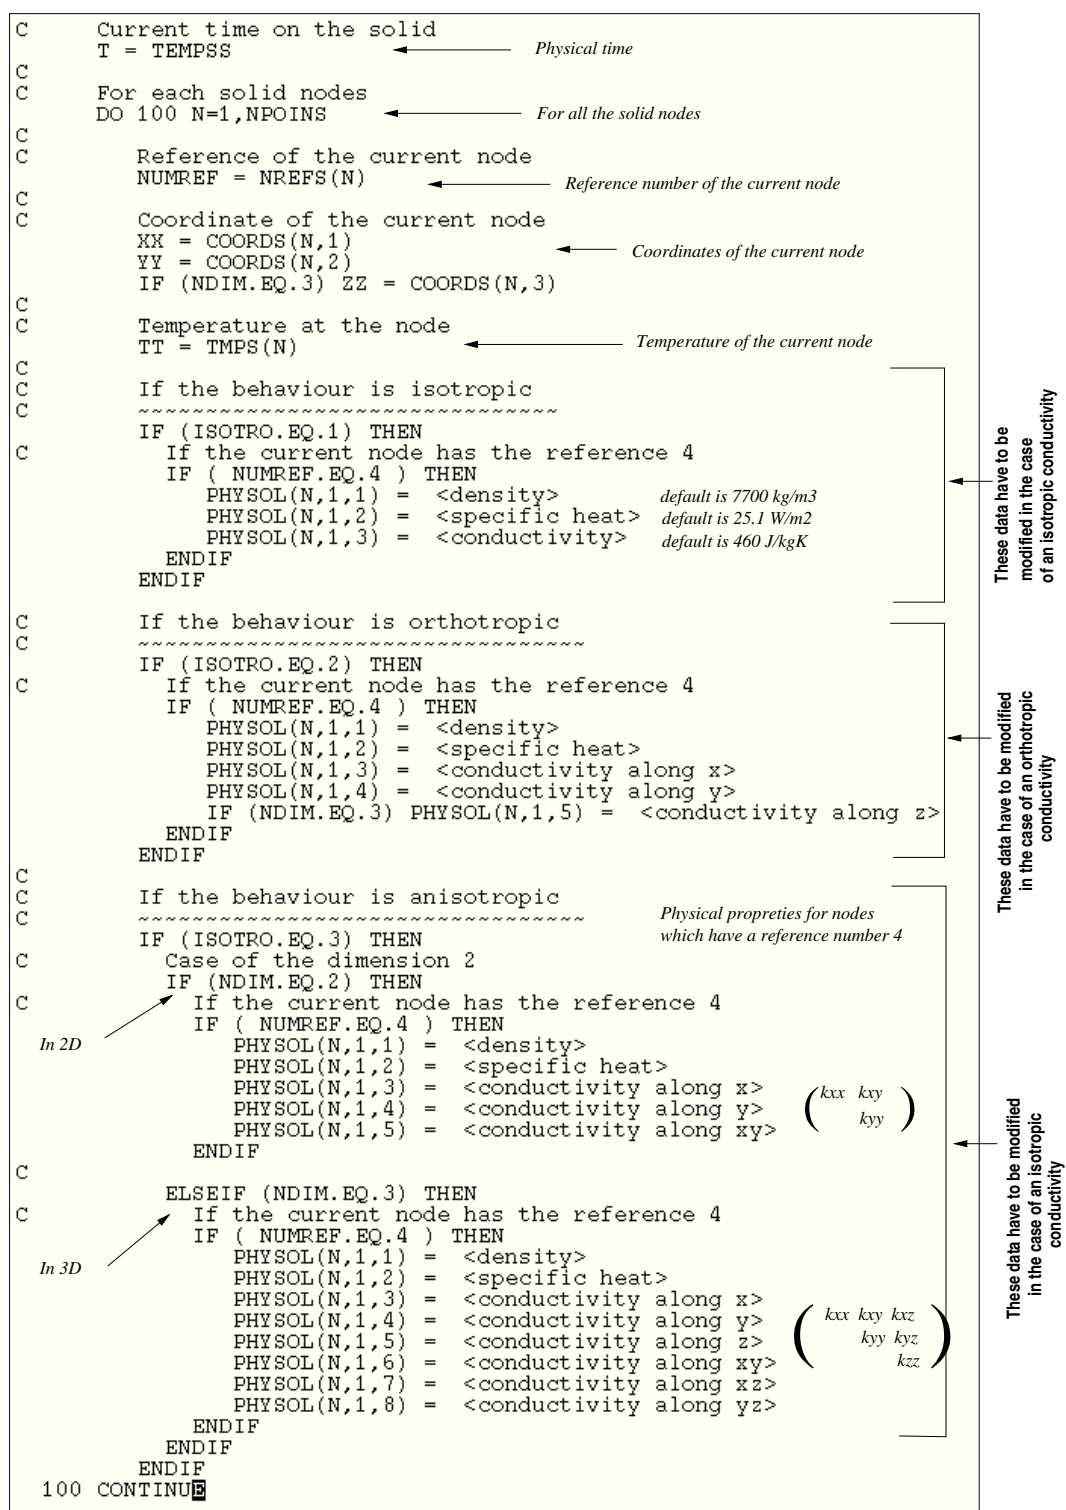 C     Current time on the solid
T = TEMPSS
Physical time
C
C     For each solid nodes
DO 100 N=1,NPOINS
For all the solid nodes
C
C     Reference of the current node
NUMREF = NREFS(N)
Reference number of the current node
C
C     Coordinate of the current node
XX = COORDS(N,1)
YY = COORDS(N,2)
Coordinates of the current node
IF (NDIM.EQ.3) ZZ = COORDS(N,3)
C
C     Temperature at the node
TT = TMPS(N)
Temperature of the current node
C
C     If the behaviour is isotropic
C     ~~~~~~~~~~~~~~~~~~~~~~~~~~~~~~~
IF (ISOTRO.EQ.1) THEN
C     If the current node has the reference 4
IF ( NUMREF.EQ.4 ) THEN
PHYSOL(N,1,1) =  <density>
default is 7700 kg/m3
PHYSOL(N,1,2) =  <specific heat>
default is 25.1 W/m2
PHYSOL(N,1,3) =  <conductivity>
default is 460 J/kgK
ENDIF
ENDIF
These data have to be
modified in the case
of an isotropic conductivity
C     If the behaviour is orthotropic
C     ~~~~~~~~~~~~~~~~~~~~~~~~~~~~~~~~~
IF (ISOTRO.EQ.2) THEN
C     If the current node has the reference 4
IF ( NUMREF.EQ.4 ) THEN
PHYSOL(N,1,1) =  <density>
PHYSOL(N,1,2) =  <specific heat>
PHYSOL(N,1,3) =  <conductivity along x>
PHYSOL(N,1,4) =  <conductivity along y>
IF (NDIM.EQ.3) PHYSOL(N,1,5) =  <conductivity along z>
ENDIF
ENDIF
These data have to be modified
in the case of an orthotropic
conductivity
C
C     If the behaviour is anisotropic
C     ~~~~~~~~~~~~~~~~~~~~~~~~~~~~~~~~~
Physical propreties for nodes
which have a reference number 4
IF (ISOTRO.EQ.3) THEN
C     Case of the dimension 2
IF (NDIM.EQ.2) THEN
C     If the current node has the reference 4
IF ( NUMREF.EQ.4 ) THEN
In 2D
PHYSOL(N,1,1) =  <density>
PHYSOL(N,1,2) =  <specific heat>
PHYSOL(N,1,3) =  <conductivity along x>
PHYSOL(N,1,4) =  <conductivity along y>
PHYSOL(N,1,5) =  <conductivity along xy>
kxx kxy
kyy
ENDIF
C
ELSEIF (NDIM.EQ.3) THEN
C     If the current node has the reference 4
IF ( NUMREF.EQ.4 ) THEN
In 3D
PHYSOL(N,1,1) =  <density>
PHYSOL(N,1,2) =  <specific heat>
PHYSOL(N,1,3) =  <conductivity along x>
PHYSOL(N,1,4) =  <conductivity along y>
PHYSOL(N,1,5) =  <conductivity along z>
PHYSOL(N,1,6) =  <conductivity along xy>
PHYSOL(N,1,7) =  <conductivity along xz>
PHYSOL(N,1,8) =  <conductivity along yz>
kxx kxy kxz
kyy kyz
kzz
ENDIF
ENDIF
ENDIF
100 CONTINUE
These data have to be modified
in the case of an isotropic
conductivity